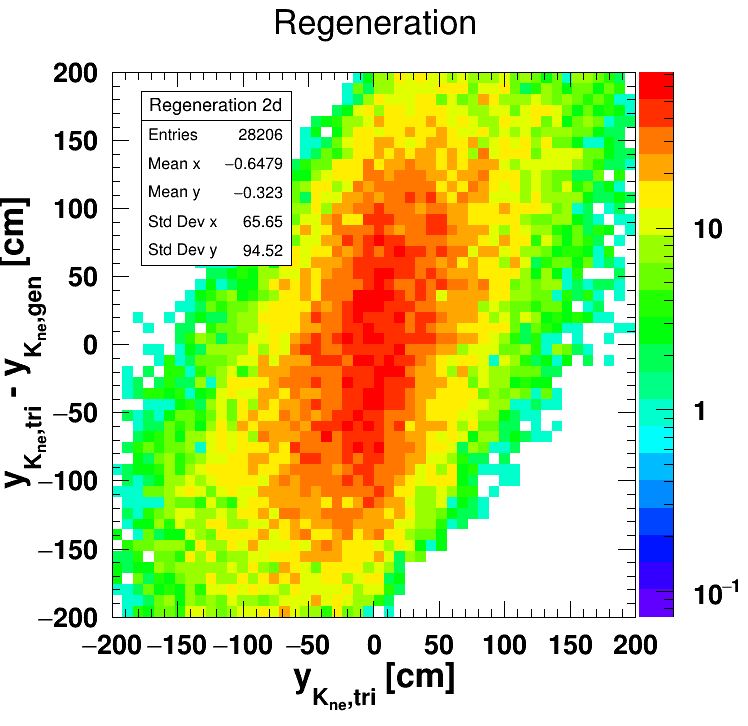 Regeneration
Regeneration 2d
Entries 28206
Mean x −0.6479
Mean y −0.323
Std Dev x 65.65
Std Dev y 94.52
y_{K_{ne},tri} - y_{K_{ne},gen} [cm]
200
150
100
50
0
−50
−100
−150
−200
−200 −150 −100 −50 0 50 100 150 200
y_{K_{ne},tri} [cm]
10
1
10^{−1}